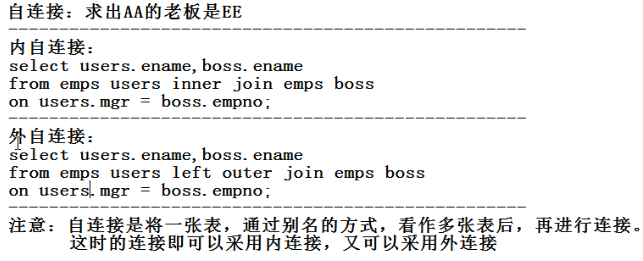 自连接：求出AA的老板是EE
----------------------------------------------------
内自连接：
select users.ename,boss.ename
from emps users inner join emps boss
on users.mgr = boss.empno;
----------------------------------------------------
外自连接：
select users.ename,boss.ename
from emps users left outer join emps boss
on users.mgr = boss.empno;
----------------------------------------------------
注意：自连接是将一张表，通过别名的方式，看作多张表后，再进行连接。
这时的连接即可以采用内连接，又可以采用外连接